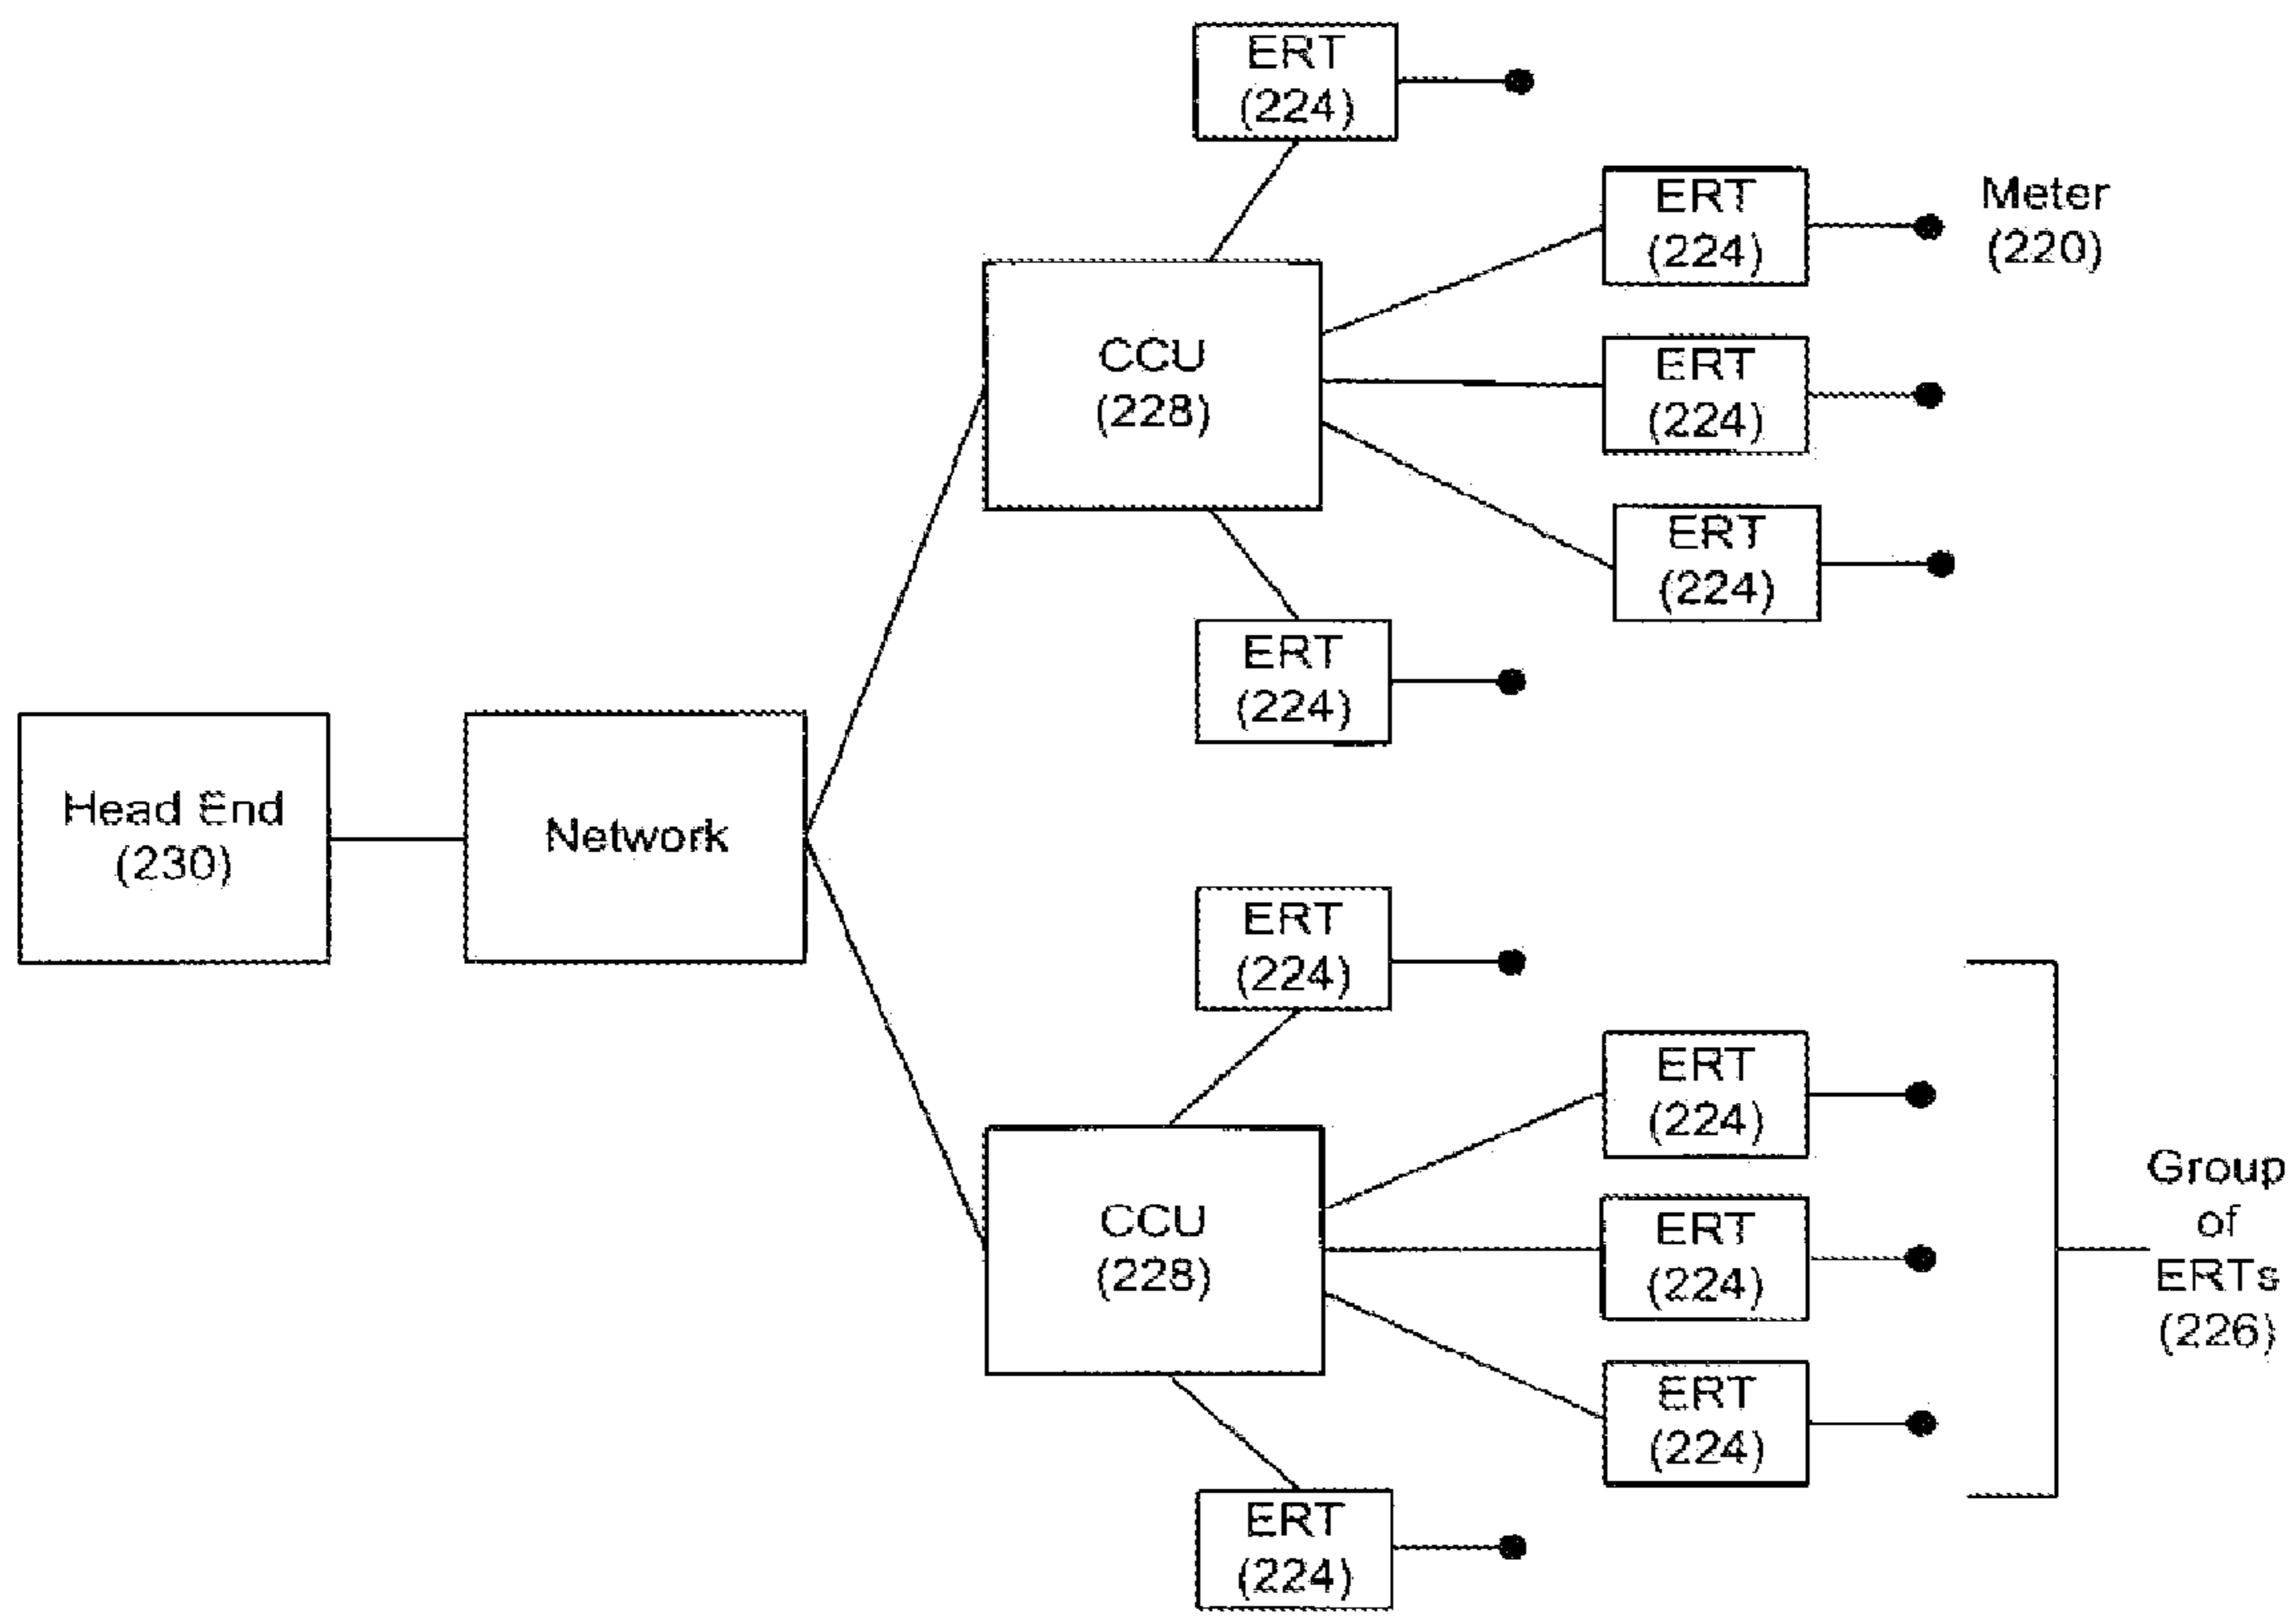 ERT
(224)
ERT
(224)
Meter
(220)
CCU
(228)
ERT
(224)
ERT
(224)
ERT
(224)
Head End
(230)
Network
ERT
(224)
ERT
(224)
CCU
(228)
ERT
(224)
Group
of
ERTs
(226)
ERT
(224)
ERT
(224)